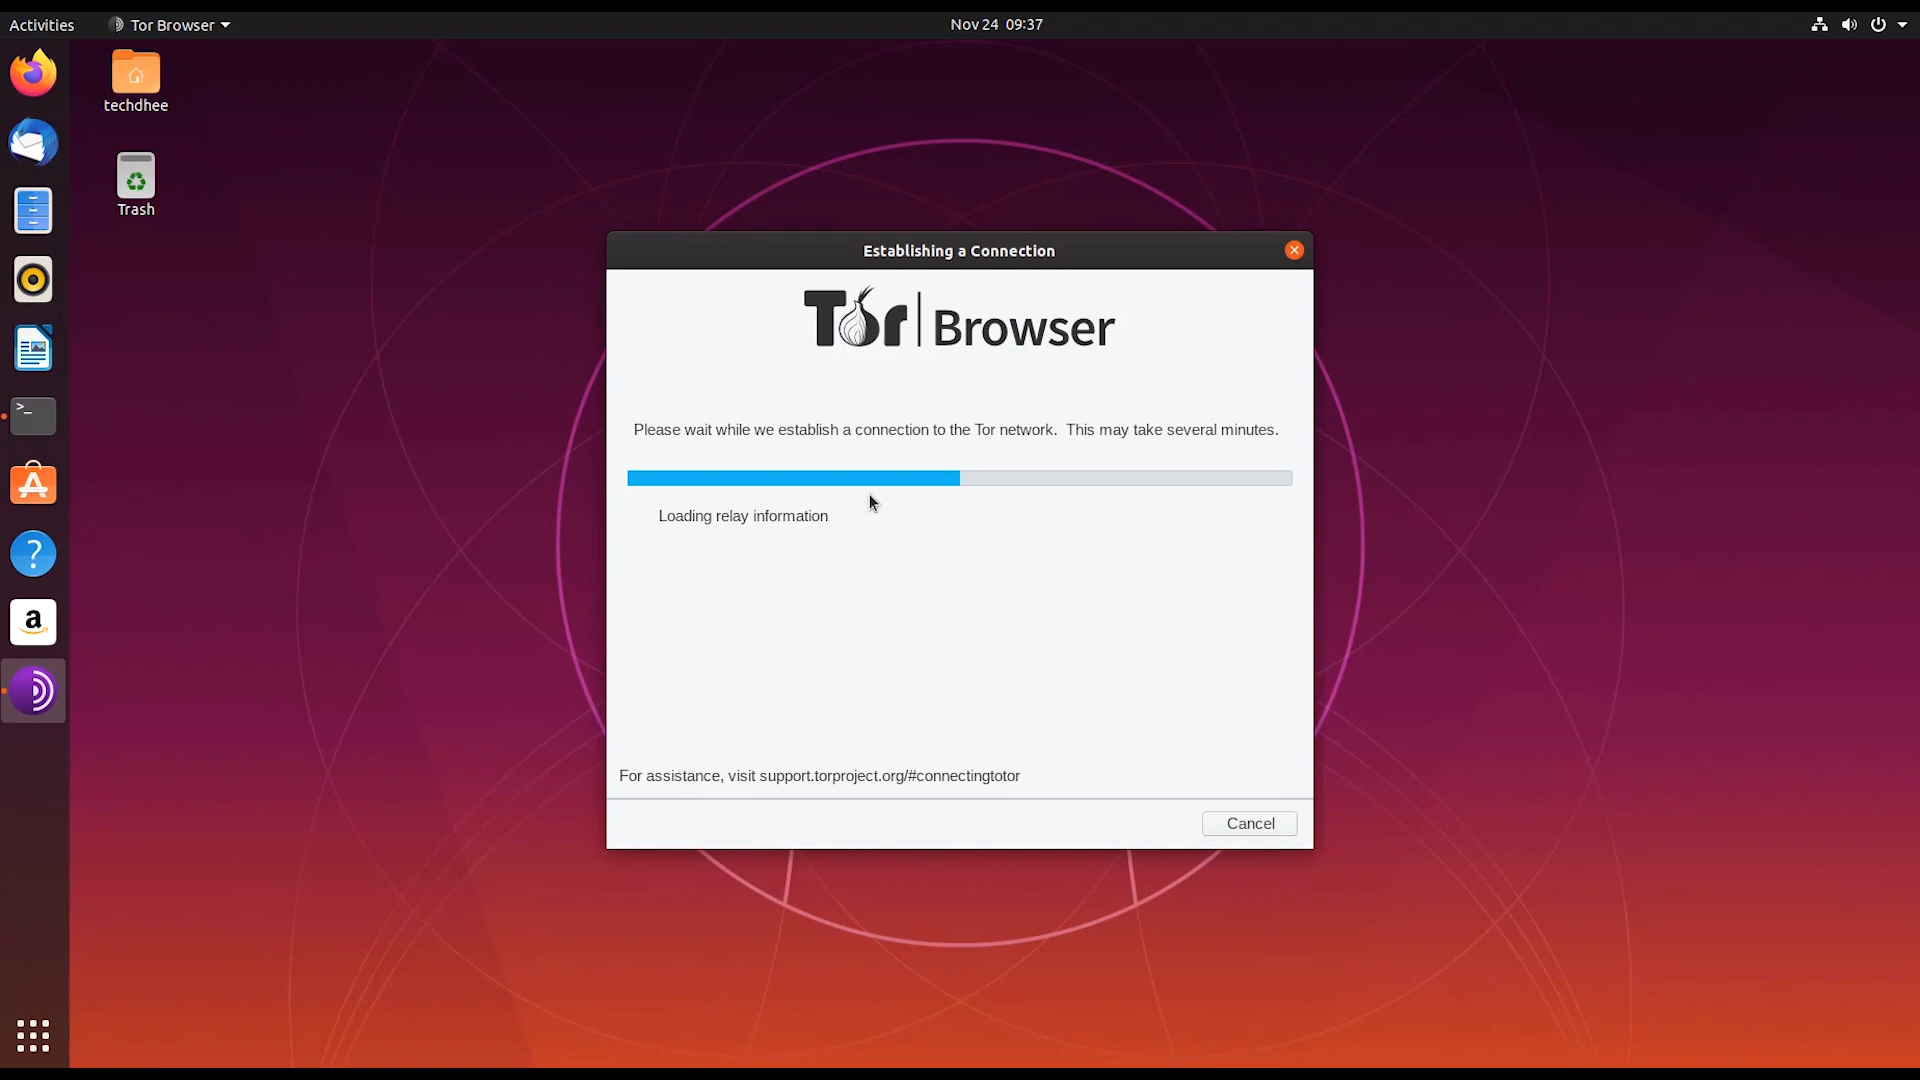 Activities
Tor Browser
Nov 24 09:37
techdhee
Trash
Establishing a Connection
Tor Browser
Please wait while we establish a connection to the Tor network. This may take several minutes.
Loading relay information
For assistance, visit support.torproject.org/#connectingtotor
Cancel
>_
?
a